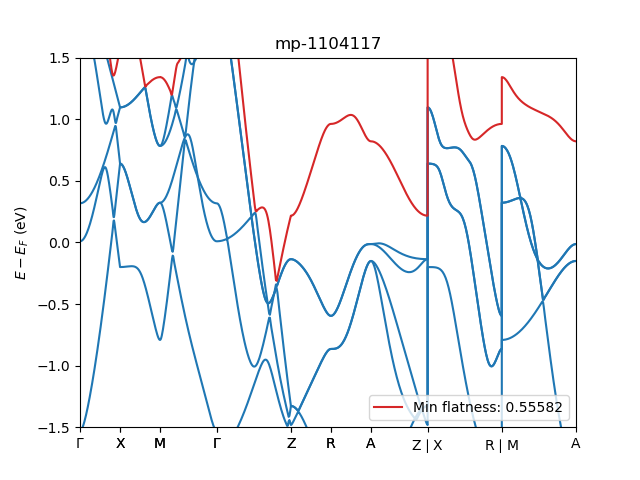 mp-1104117
E − E_F (eV)
1.5
1.0
0.5
0.0
−0.5
−1.0
−1.5
Min flatness: 0.55582
Γ X M Γ Z R A Z | X R | M A